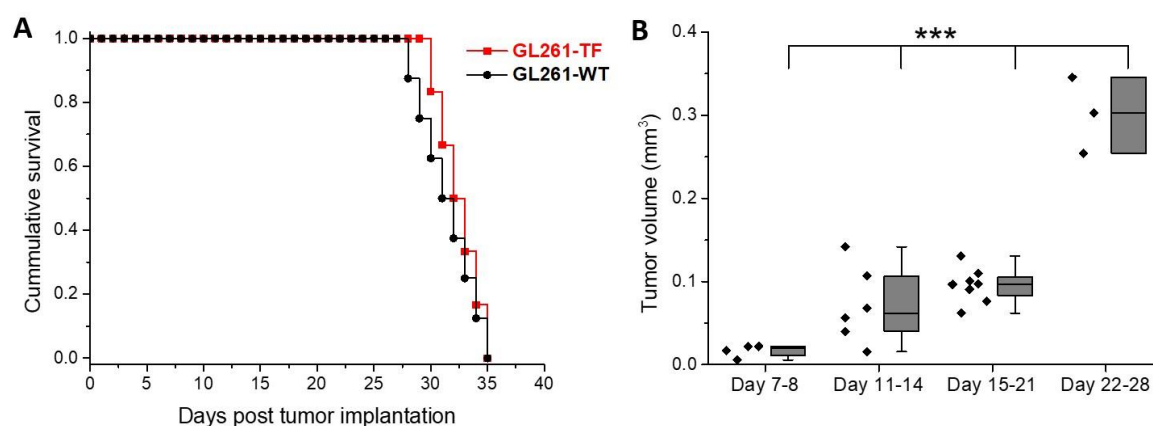 A
GL261-TF
GL261-WT
Cummulative survival
1.0
0.8
0.6
0.4
0.2
0.0
0 5 10 15 20 25 30 35 40
Days post tumor implantation
B
***
Tumor volume (mm³)
0.3
0.2
0.1
0.0
Day 7-8 Day 11-14 Day 15-21 Day 22-28